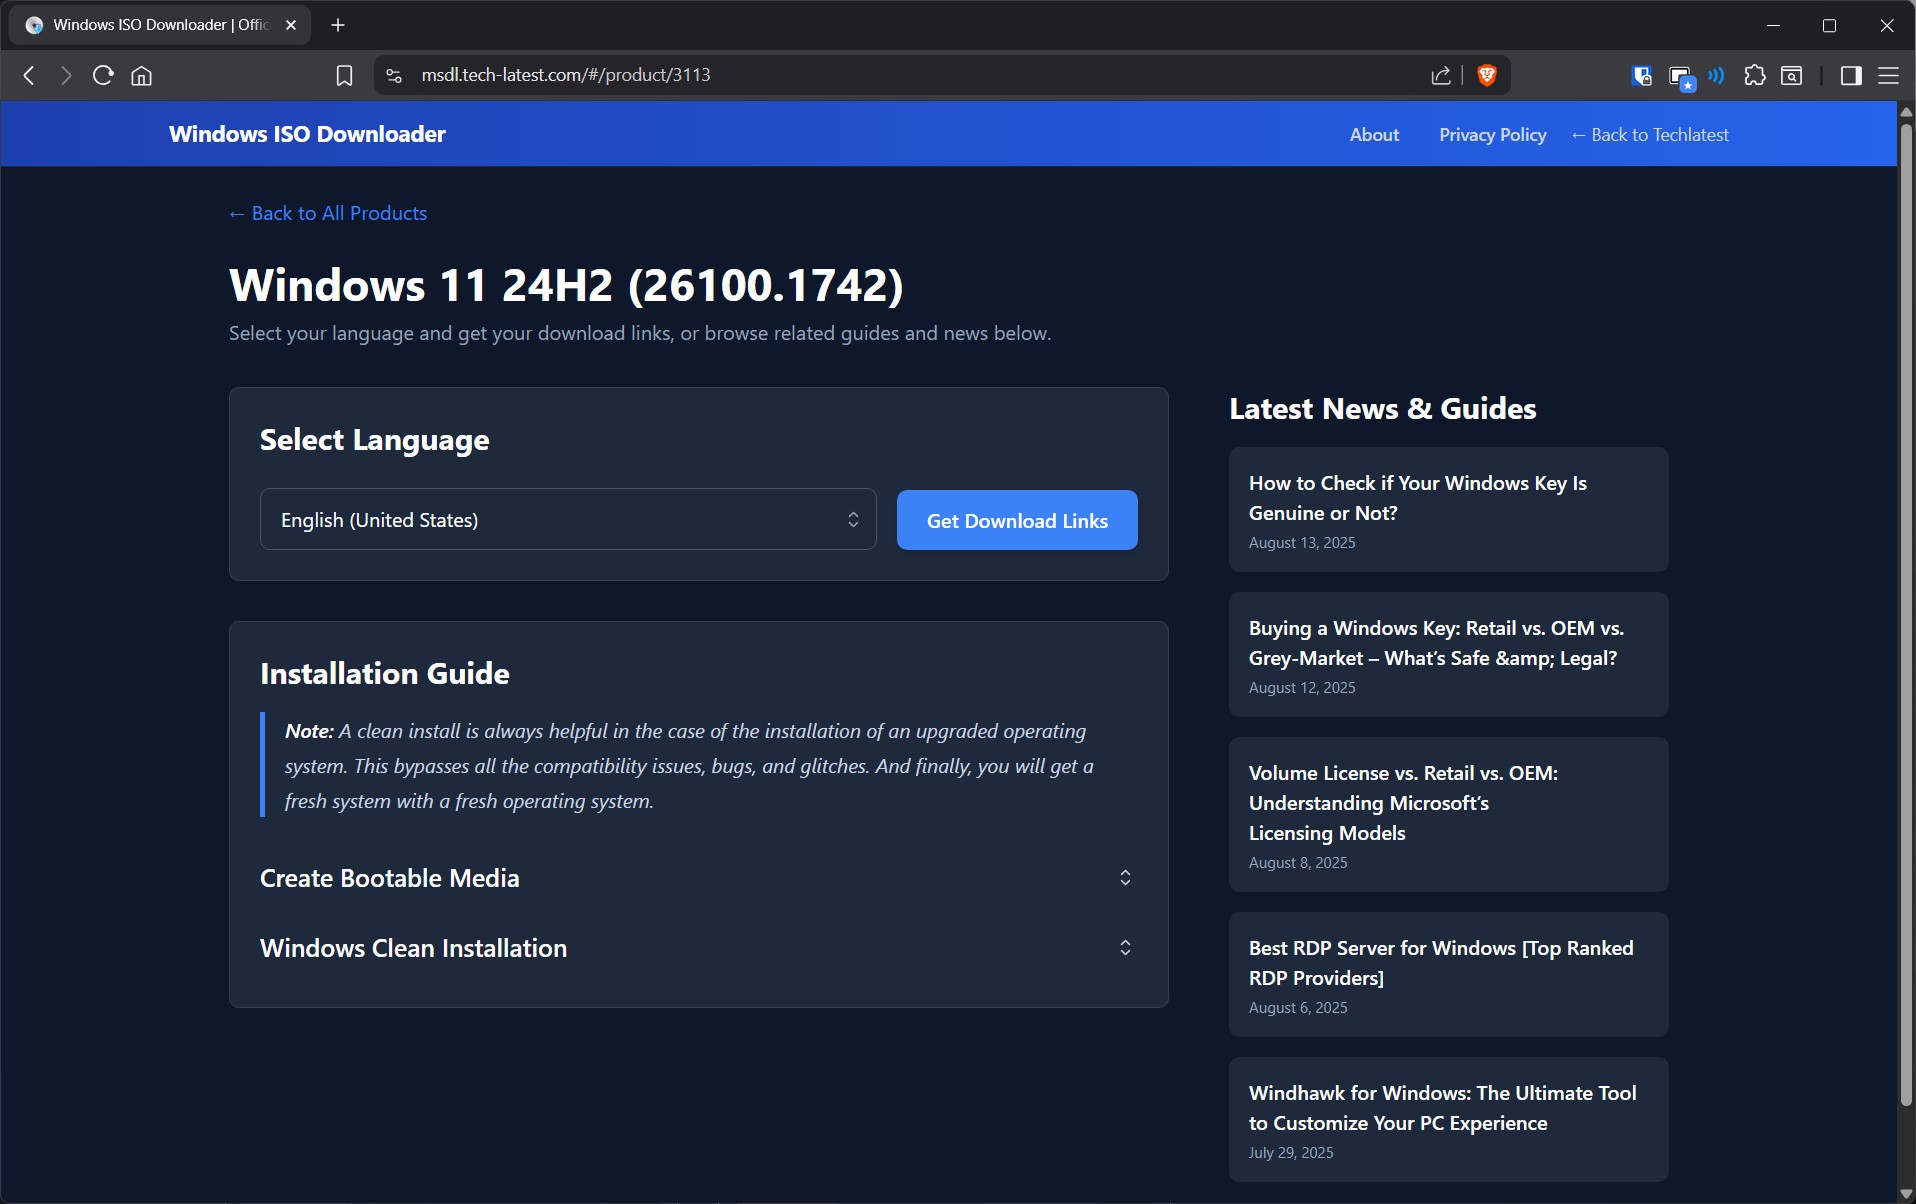 Windows ISO Downloader | Offic
msdl.tech-latest.com/#/product/3113
Windows ISO Downloader
About
Privacy Policy
← Back to Techlatest
← Back to All Products
Windows 11 24H2 (26100.1742)
Select your language and get your download links, or browse related guides and news below.
Select Language
English (United States)
Get Download Links
Installation Guide
Note: A clean install is always helpful in the case of the installation of an upgraded operating
system. This bypasses all the compatibility issues, bugs, and glitches. And finally, you will get a
fresh system with a fresh operating system.
Create Bootable Media
Windows Clean Installation
Latest News & Guides
How to Check if Your Windows Key Is
Genuine or Not?
August 13, 2025
Buying a Windows Key: Retail vs. OEM vs.
Grey-Market – What’s Safe &amp; Legal?
August 12, 2025
Volume License vs. Retail vs. OEM:
Understanding Microsoft’s
Licensing Models
August 8, 2025
Best RDP Server for Windows [Top Ranked
RDP Providers]
August 6, 2025
Windhawk for Windows: The Ultimate Tool
to Customize Your PC Experience
July 29, 2025